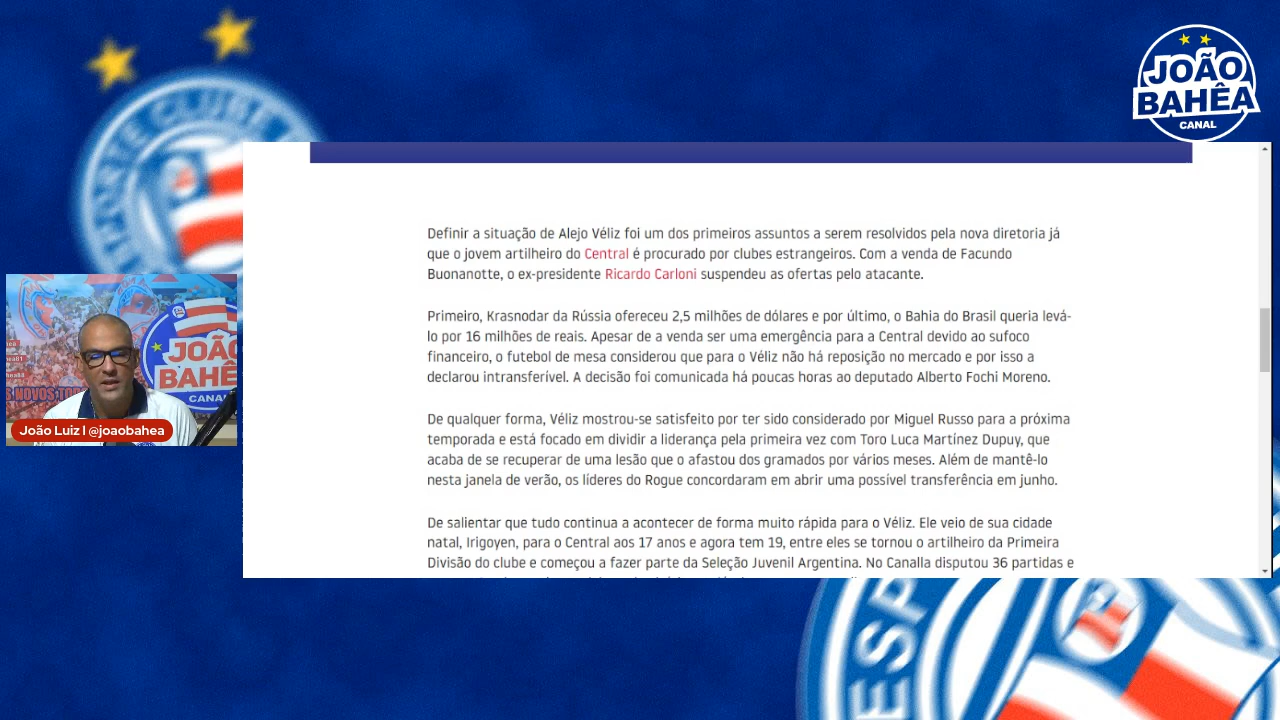 JOÃO
BAHÊA
CANAL
ORTE CLUBE
Definir a situação de Alejo Véliz foi um dos primeiros assuntos a serem resolvidos pela nova diretoria já
que o jovem artilheiro do Central é procurado por clubes estrangeiros. Com a venda de Facundo
Buonanotte, o ex-presidente Ricardo Carloni suspendeu as ofertas pelo atacante.
Primeiro, Krasnodar da Rússia ofereceu 2,5 milhões de dólares e por último, o Bahia do Brasil queria levá-
lo por 16 milhões de reais. Apesar de a venda ser uma emergência para a Central devido ao sufoco
financeiro, o futebol de mesa considerou que para o Véliz não há reposição no mercado e por isso a
declarou intransferível. A decisão foi comunicada há poucas horas ao deputado Alberto Fochi Moreno.
De qualquer forma, Véliz mostrou-se satisfeito por ter sido considerado por Miguel Russo para a próxima
temporada e está focado em dividir a liderança pela primeira vez com Toro Luca Martínez Dupuy, que
acaba de se recuperar de uma lesão que o afastou dos gramados por vários meses. Além de mantê-lo
nesta janela de verão, os líderes do Rogue concordaram em abrir uma possível transferência em junho.
De salientar que tudo continua a acontecer de forma muito rápida para o Véliz. Ele veio de sua cidade
natal, Irigoyen, para o Central aos 17 anos e agora tem 19, entre eles se tornou o artilheiro da Primeira
Divisão do clube e começou a fazer parte da Seleção Juvenil Argentina. No Canalla disputou 36 partidas e
JOÃO
BAHÊ
CANAL
João Luiz | @joaobahea
ESP